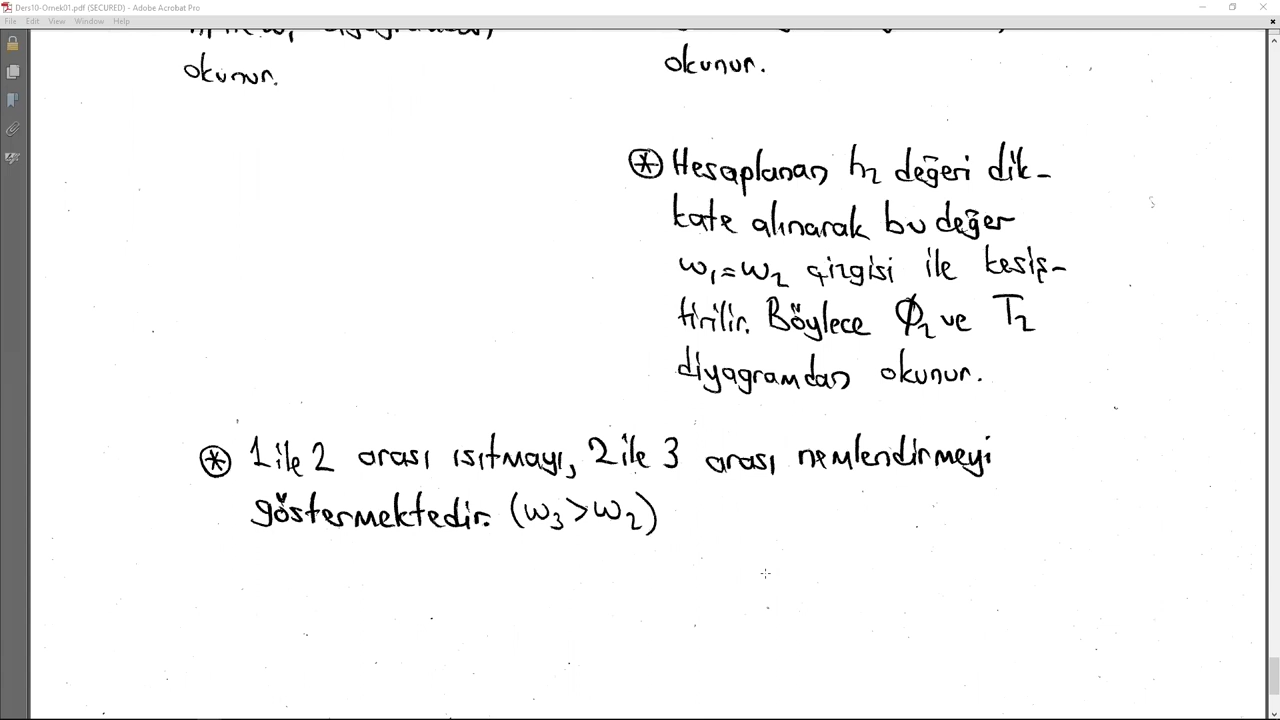 Ders10-Ornek01.pdf (SECURED) - Adobe Acrobat Pro
File Edit View Window Help
okunur.
okunur.
⊛ Hesaplanan h₂ değeri dik-
kate alınarak bu değer
w₁=w₂ çizgisi ile kesiş-
tirilir. Böylece Φ₂ ve T₂
diyagramdan okunur.
⊛ 1 ile 2 arası ısıtmayı, 2 ile 3 arası nemlendirmeyi
göstermektedir. (w₃>w₂)